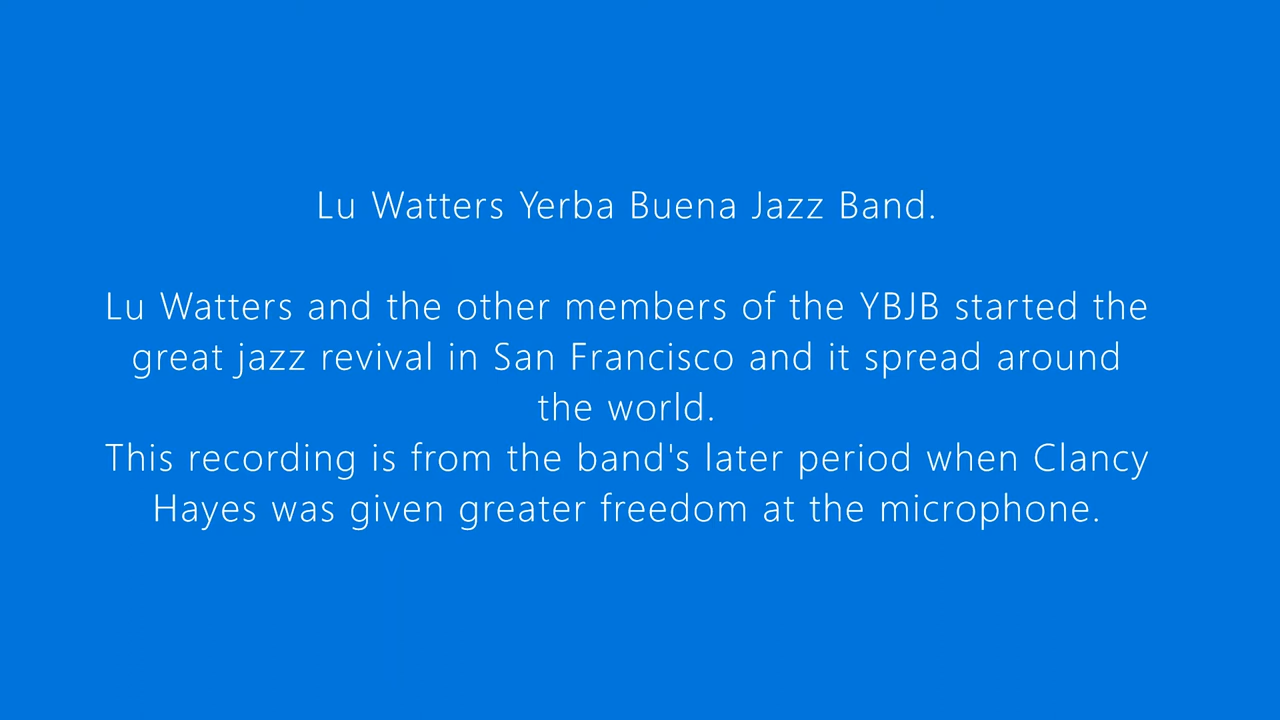 Lu Watters Yerba Buena Jazz Band.
Lu Watters and the other members of the YBJB started the
great jazz revival in San Francisco and it spread around
the world.
This recording is from the band's later period when Clancy
Hayes was given greater freedom at the microphone.